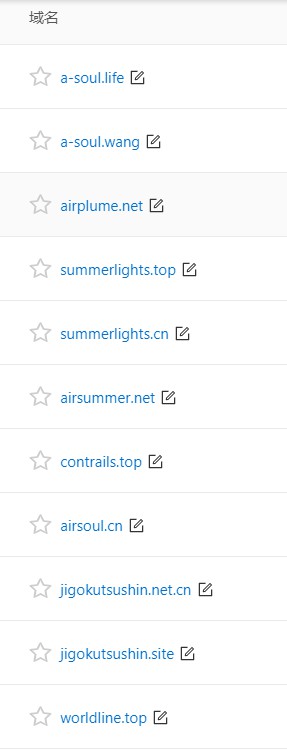 域名
a-soul.life
a-soul.wang
airplume.net
summerlights.top
summerlights.cn
airsummer.net
contrails.top
airsoul.cn
jigokutsushin.net.cn
jigokutsushin.site
worldline.top